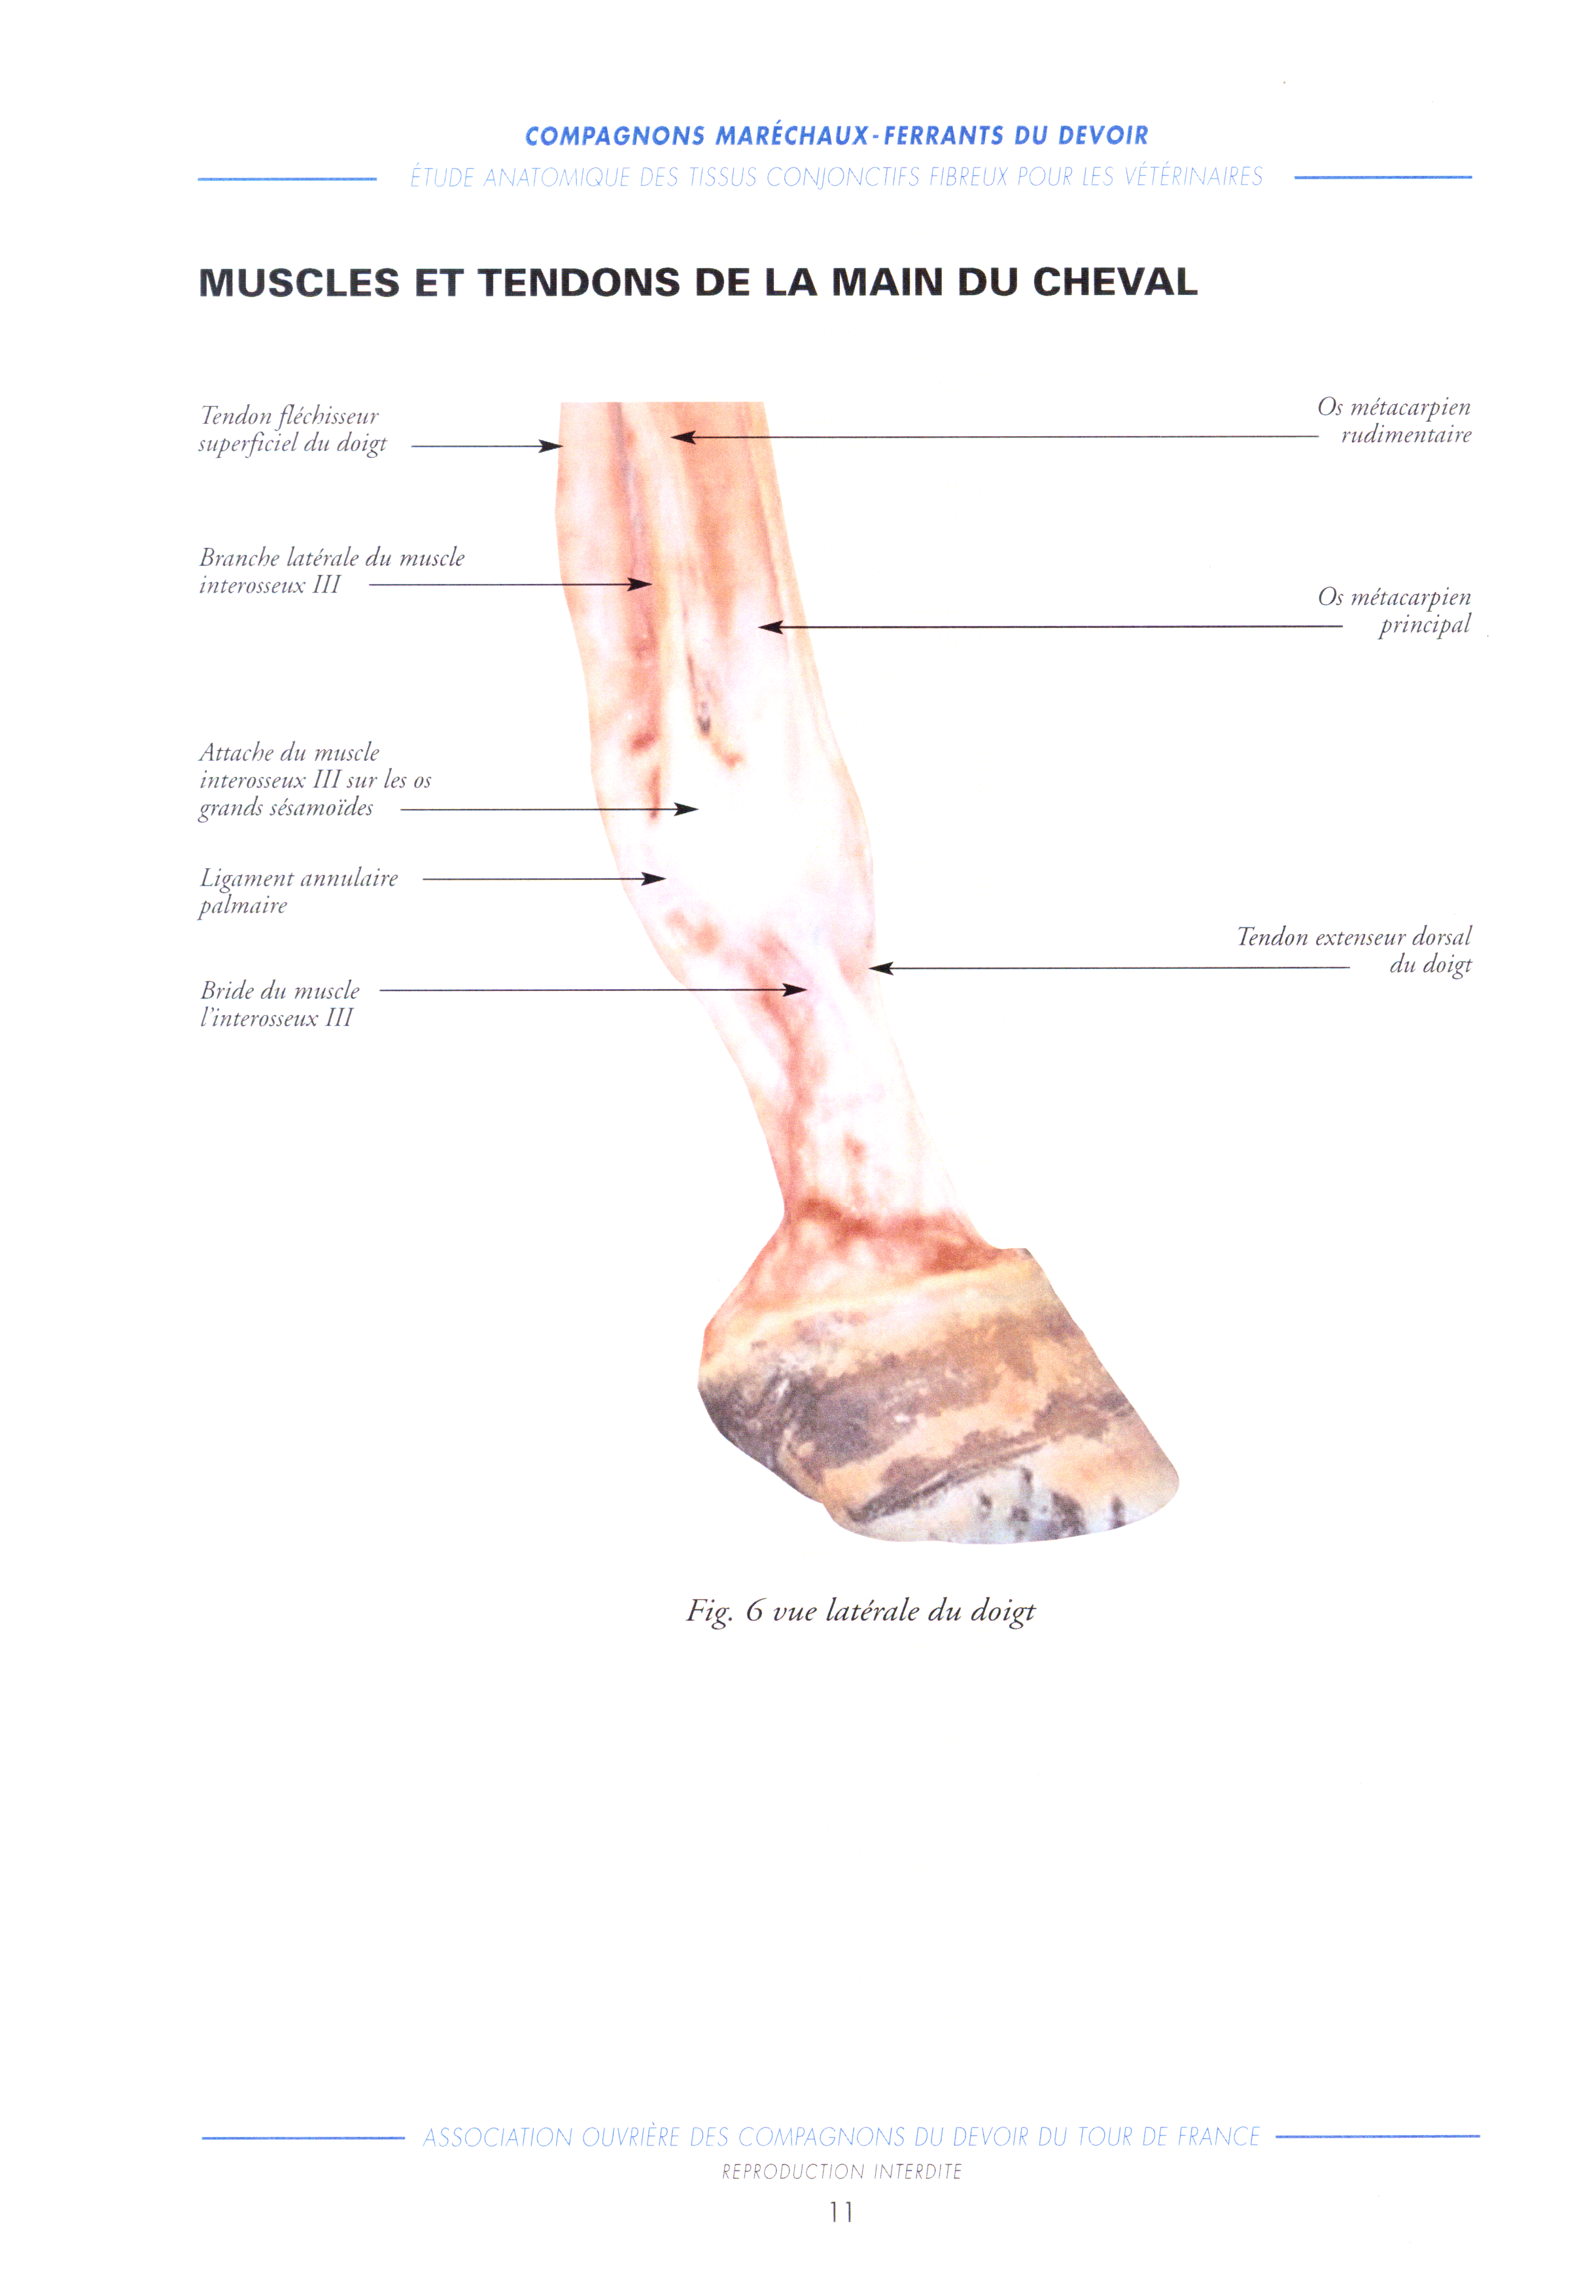 COMPAGNONS MARÉCHAUX-FERRANTS DU DEVOIR
ÉTUDE ANATOMIQUE DES TISSUS CONJONCTIFS FIBREUX POUR LES VÉTÉRINAIRES
MUSCLES ET TENDONS DE LA MAIN DU CHEVAL
Tendon fléchisseur
superficiel du doigt
Os métacarpien
rudimentaire
Branche latérale du muscle
interosseux III
Os métacarpien
principal
Attache du muscle
interosseux III sur les os
grands sésamoïdes
Ligament annulaire
palmaire
Tendon extenseur dorsal
du doigt
Bride du muscle
l'interosseux III
Fig. 6 vue latérale du doigt
ASSOCIATION OUVRIÈRE DES COMPAGNONS DU DEVOIR DU TOUR DE FRANCE
REPRODUCTION INTERDITE
11